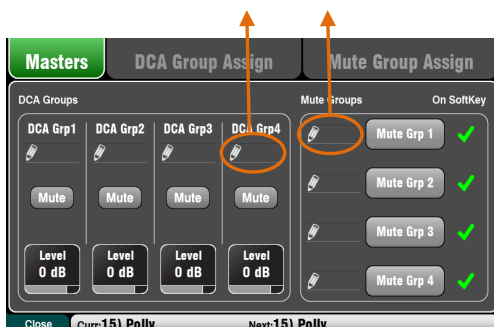 Masters DCA Group Assign Mute Group Assign
DCA Groups Mute Groups On SoftKey
DCA Grp1 DCA Grp2 DCA Grp3 DCA Grp4 Mute Grp 1
Mute Mute Mute Mute Mute Grp 2
Mute Grp 3
Level Level Level Level
0 dB 0 dB 0 dB 0 dB Mute Grp 4
Close Curr:15) Polly Next:15) Polly